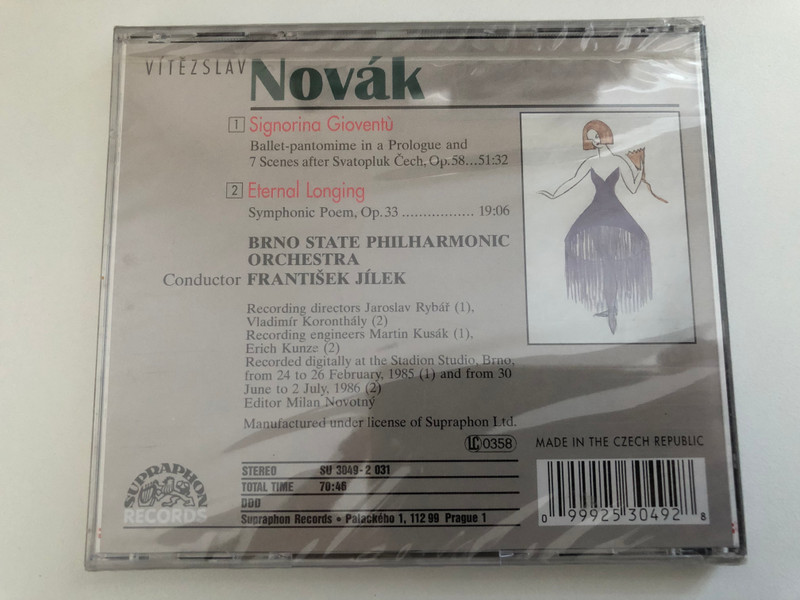 VÍTĚZSLAV Novák
1 Signorina Gioventù
Ballet-pantomime in a Prologue and
7 Scenes after Svatopluk Čech, Op.58...51:32
2 Eternal Longing
Symphonic Poem, Op.33 ................. 19:06
BRNO STATE PHILHARMONIC
ORCHESTRA
Conductor FRANTIŠEK JÍLEK
Recording directors Jaroslav Rybář (1),
Vladimír Koronthály (2)
Recording engineers Martin Kusák (1),
Erich Kunze (2)
Recorded digitally at the Stadion Studio, Brno,
from 24 to 26 February, 1985 (1) and from 30
June to 2 July, 1986 (2)
Editor Milan Novotný
Manufactured under license of Supraphon Ltd.
LC 0358
MADE IN THE CZECH REPUBLIC
SUPRAPHON
RECORDS
STEREO SU 3049-2 031
TOTAL TIME 70:46
DDD
Supraphon Records • Palackého 1, 112 99 Prague 1
0 99925 30492 8